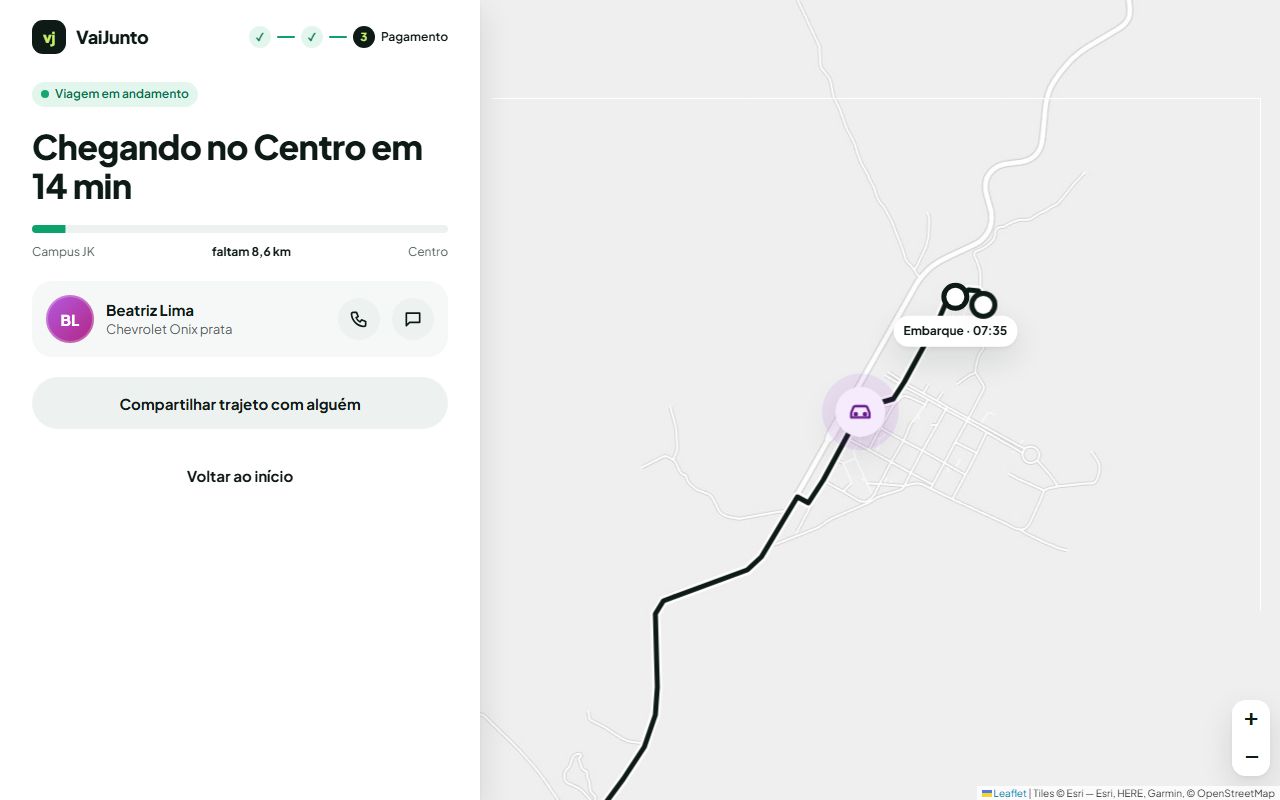 vj VaiJunto
✓ ✓ 3 Pagamento
Viagem em andamento
Chegando no Centro em
14 min
Campus JK faltam 8,6 km Centro
BL
Beatriz Lima
Chevrolet Onix prata
Compartilhar trajeto com alguém
Voltar ao início
Embarque · 07:35
+
−
Leaflet | Tiles © Esri — Esri, HERE, Garmin, © OpenStreetMap